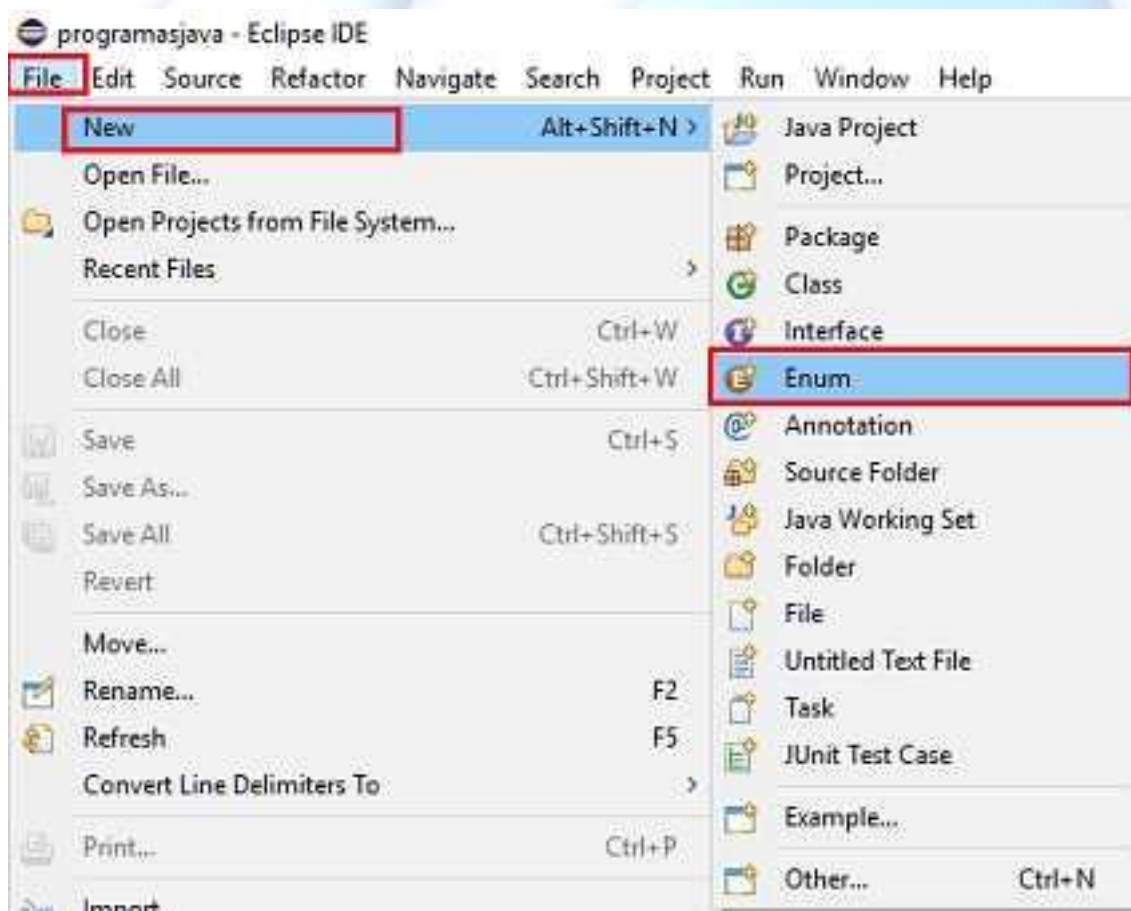 programasjava - Eclipse IDE
File Edit Source Refactor Navigate Search Project Run Window Help
New Alt+Shift+N >
Open File...
Open Projects from File System...
Recent Files >
Close Ctrl+W
Close All Ctrl+Shift+W
Save Ctrl+S
Save As...
Save All Ctrl+Shift+S
Revert
Move...
Rename... F2
Refresh F5
Convert Line Delimiters To >
Print... Ctrl+P
Import...
Java Project
Project...
Package
Class
Interface
Enum
Annotation
Source Folder
Java Working Set
Folder
File
Untitled Text File
Task
JUnit Test Case
Example...
Other... Ctrl+N